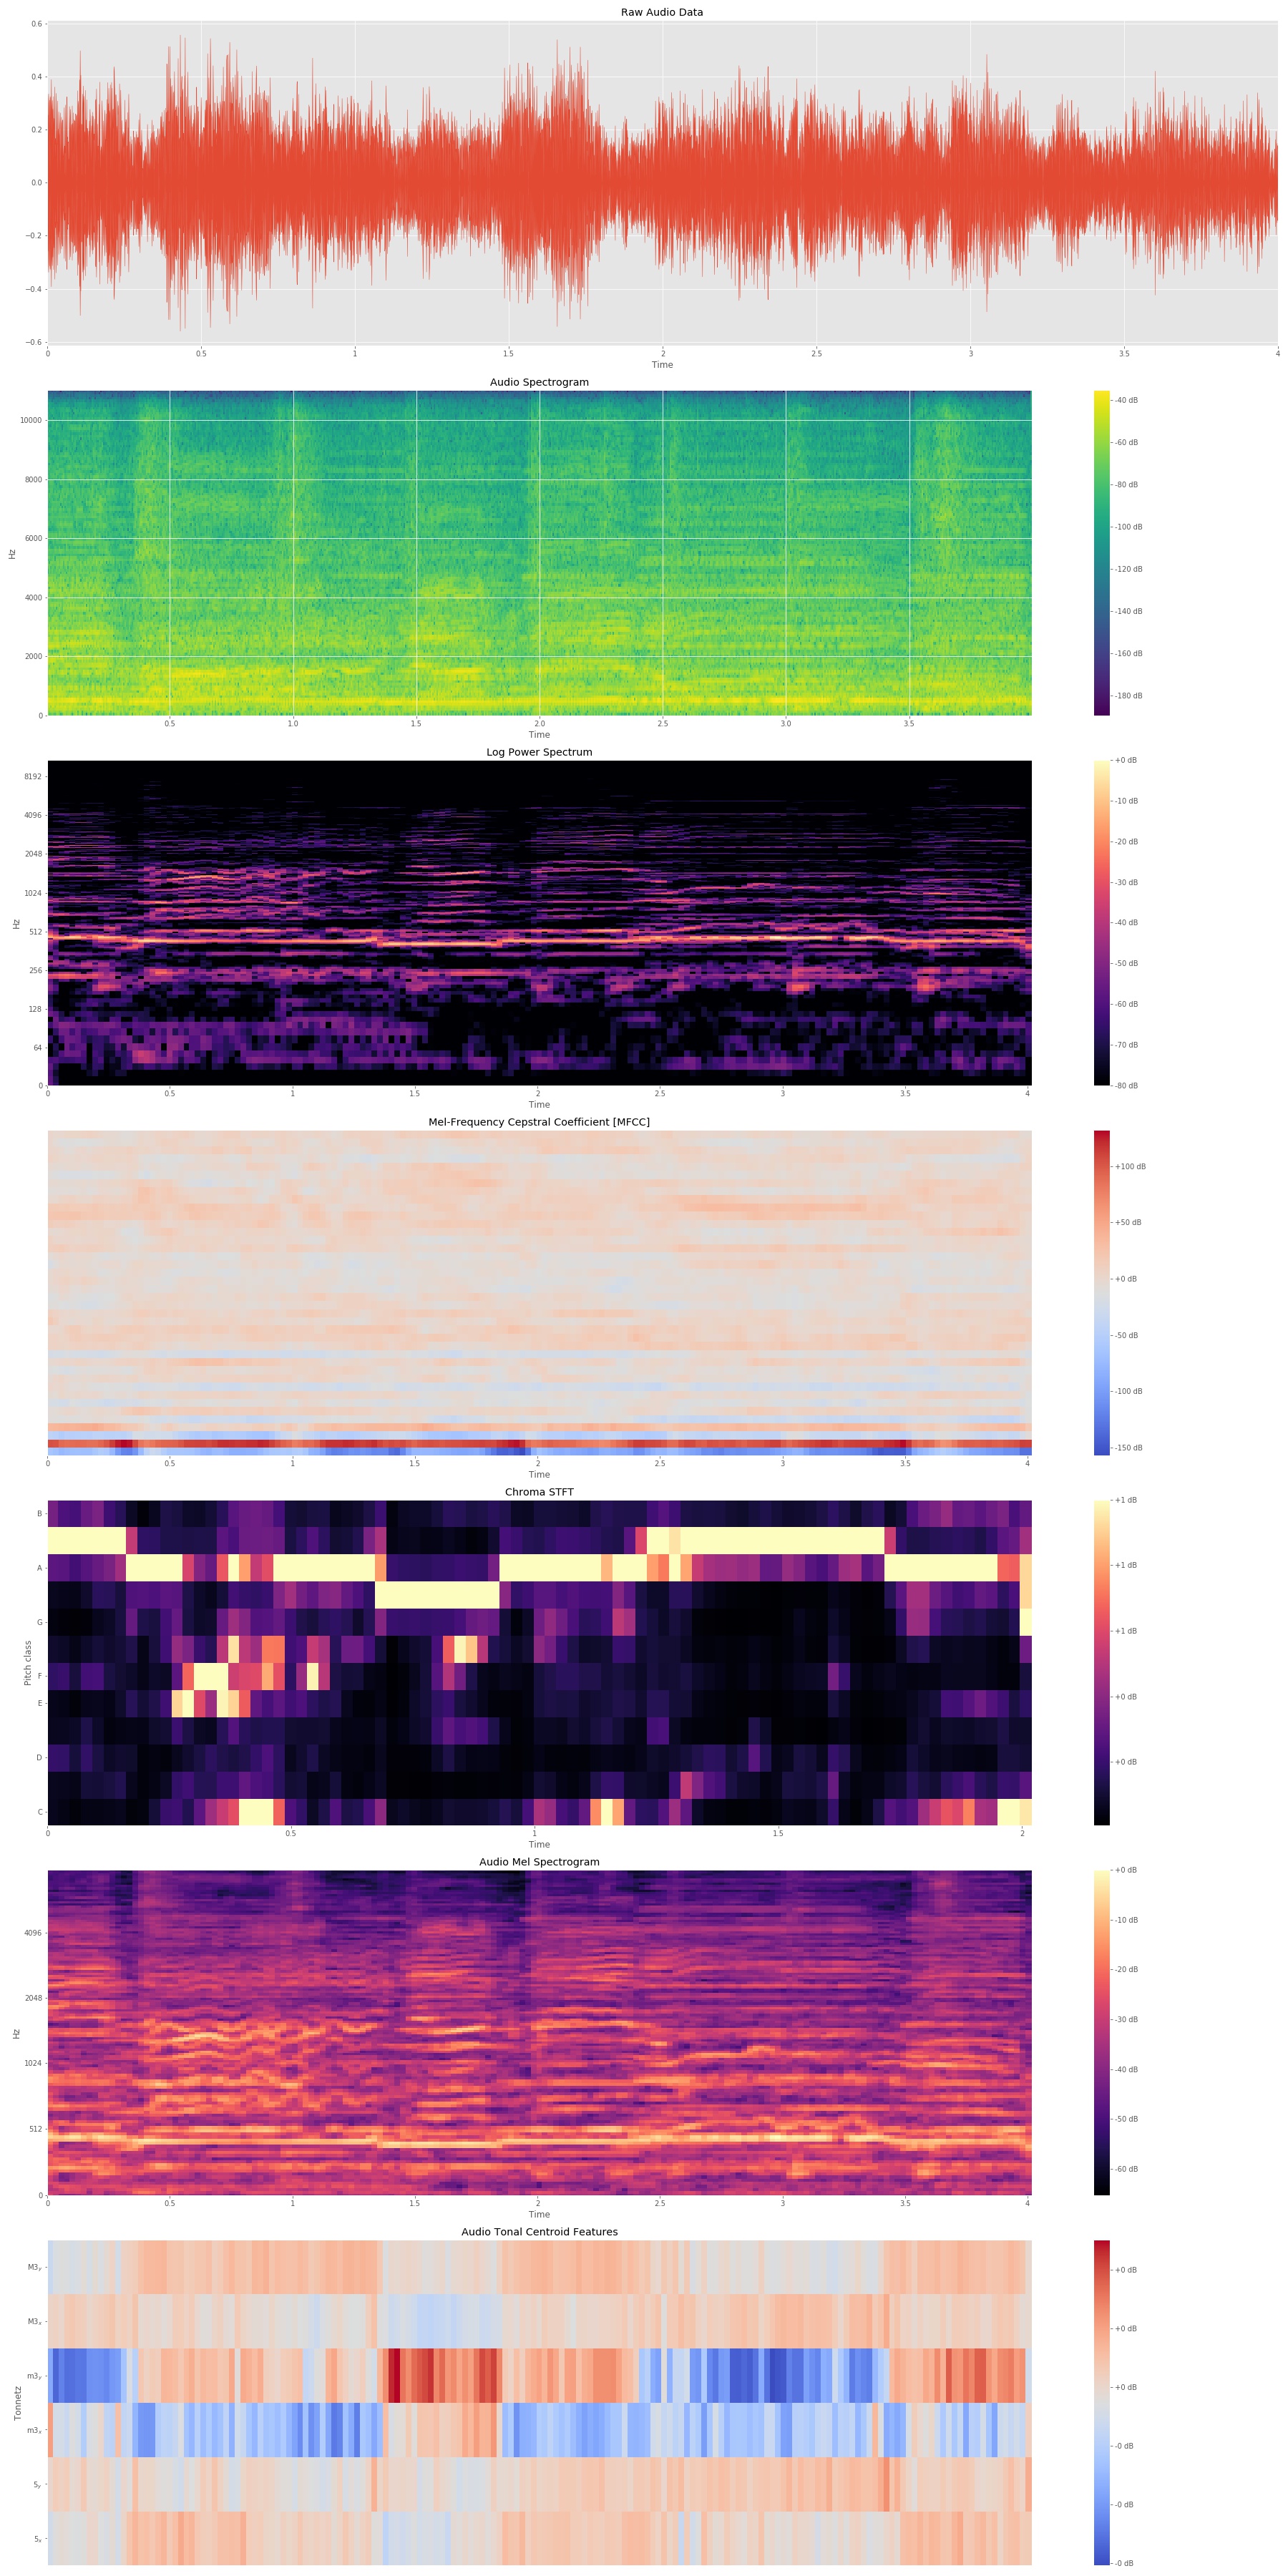 Raw Audio Data
0.6
0.4
0.2
0.0
−0.2
−0.4
−0.6
0 0.5 1 1.5 2 2.5 3 3.5 4
Time
Audio Spectrogram
Hz
10000
8000
6000
4000
2000
0
0.5 1.0 1.5 2.0 2.5 3.0 3.5
Time
-40 dB
-60 dB
-80 dB
-100 dB
-120 dB
-140 dB
-160 dB
-180 dB
Log Power Spectrum
Hz
8192
4096
2048
1024
512
256
128
64
0
0 0.5 1 1.5 2 2.5 3 3.5 4
Time
+0 dB
-10 dB
-20 dB
-30 dB
-40 dB
-50 dB
-60 dB
-70 dB
-80 dB
Mel-Frequency Cepstral Coefficient [MFCC]
0 0.5 1 1.5 2 2.5 3 3.5 4
Time
+100 dB
+50 dB
+0 dB
-50 dB
-100 dB
-150 dB
Chroma STFT
Pitch class
B
A
G
F
E
D
C
0 0.5 1 1.5 2
Time
+1 dB
+1 dB
+1 dB
+0 dB
+0 dB
Audio Mel Spectrogram
Hz
4096
2048
1024
512
0
0 0.5 1 1.5 2 2.5 3 3.5 4
Time
+0 dB
-10 dB
-20 dB
-30 dB
-40 dB
-50 dB
-60 dB
Audio Tonal Centroid Features
Tonnetz
M3y
M3x
m3y
m3x
5y
5x
+0 dB
+0 dB
+0 dB
-0 dB
-0 dB
-0 dB